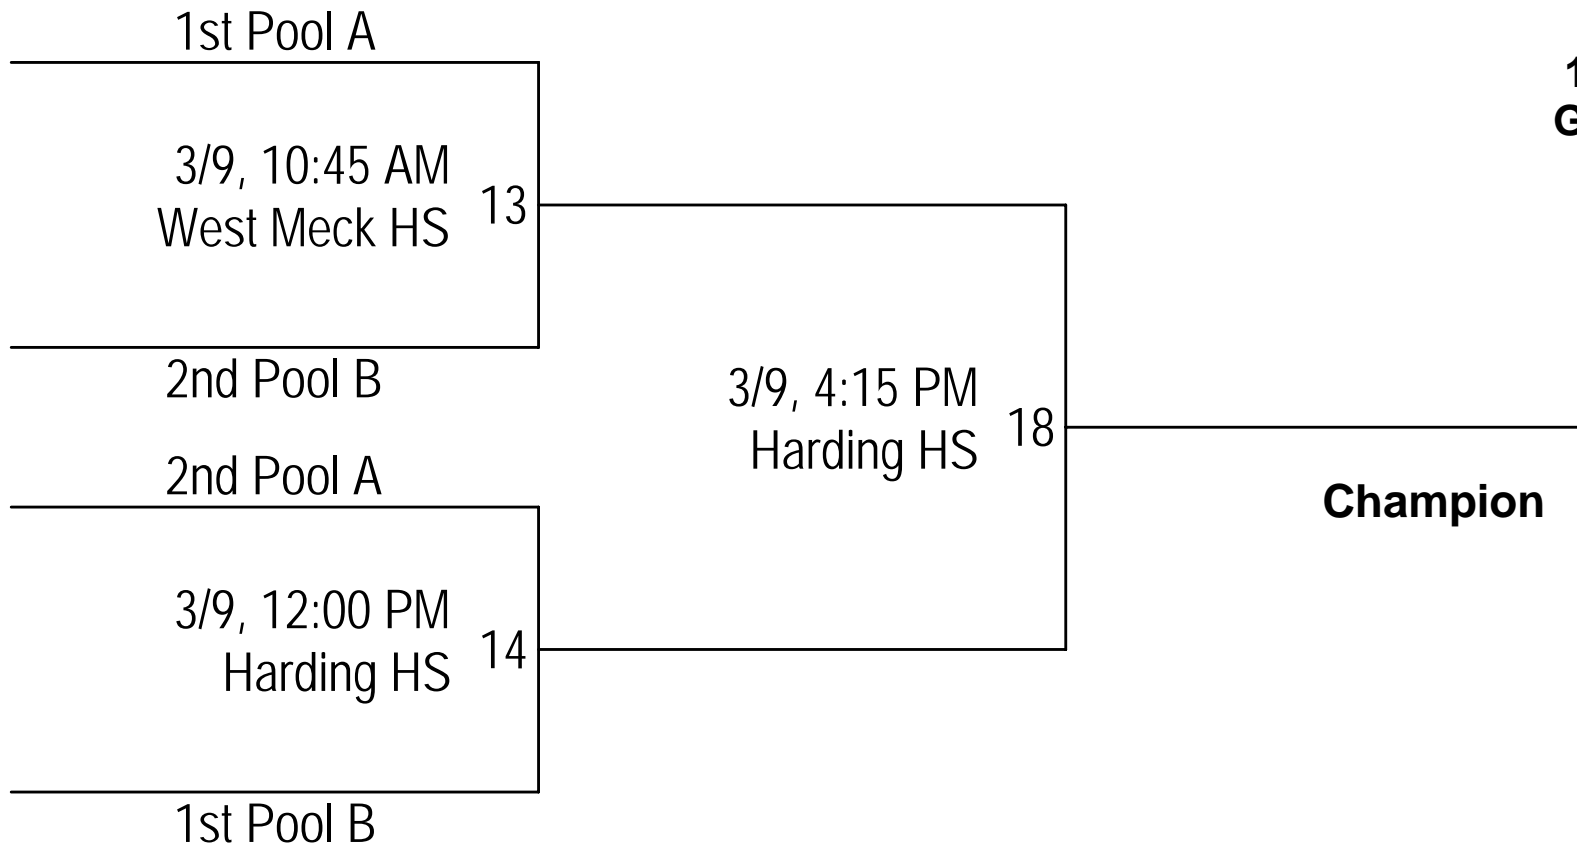 1st Pool A
3/9, 10:45 AM
West Meck HS
13
2nd Pool B
3/9, 4:15 PM
Harding HS
18
2nd Pool A
3/9, 12:00 PM
Harding HS
14
1st Pool B
Champion